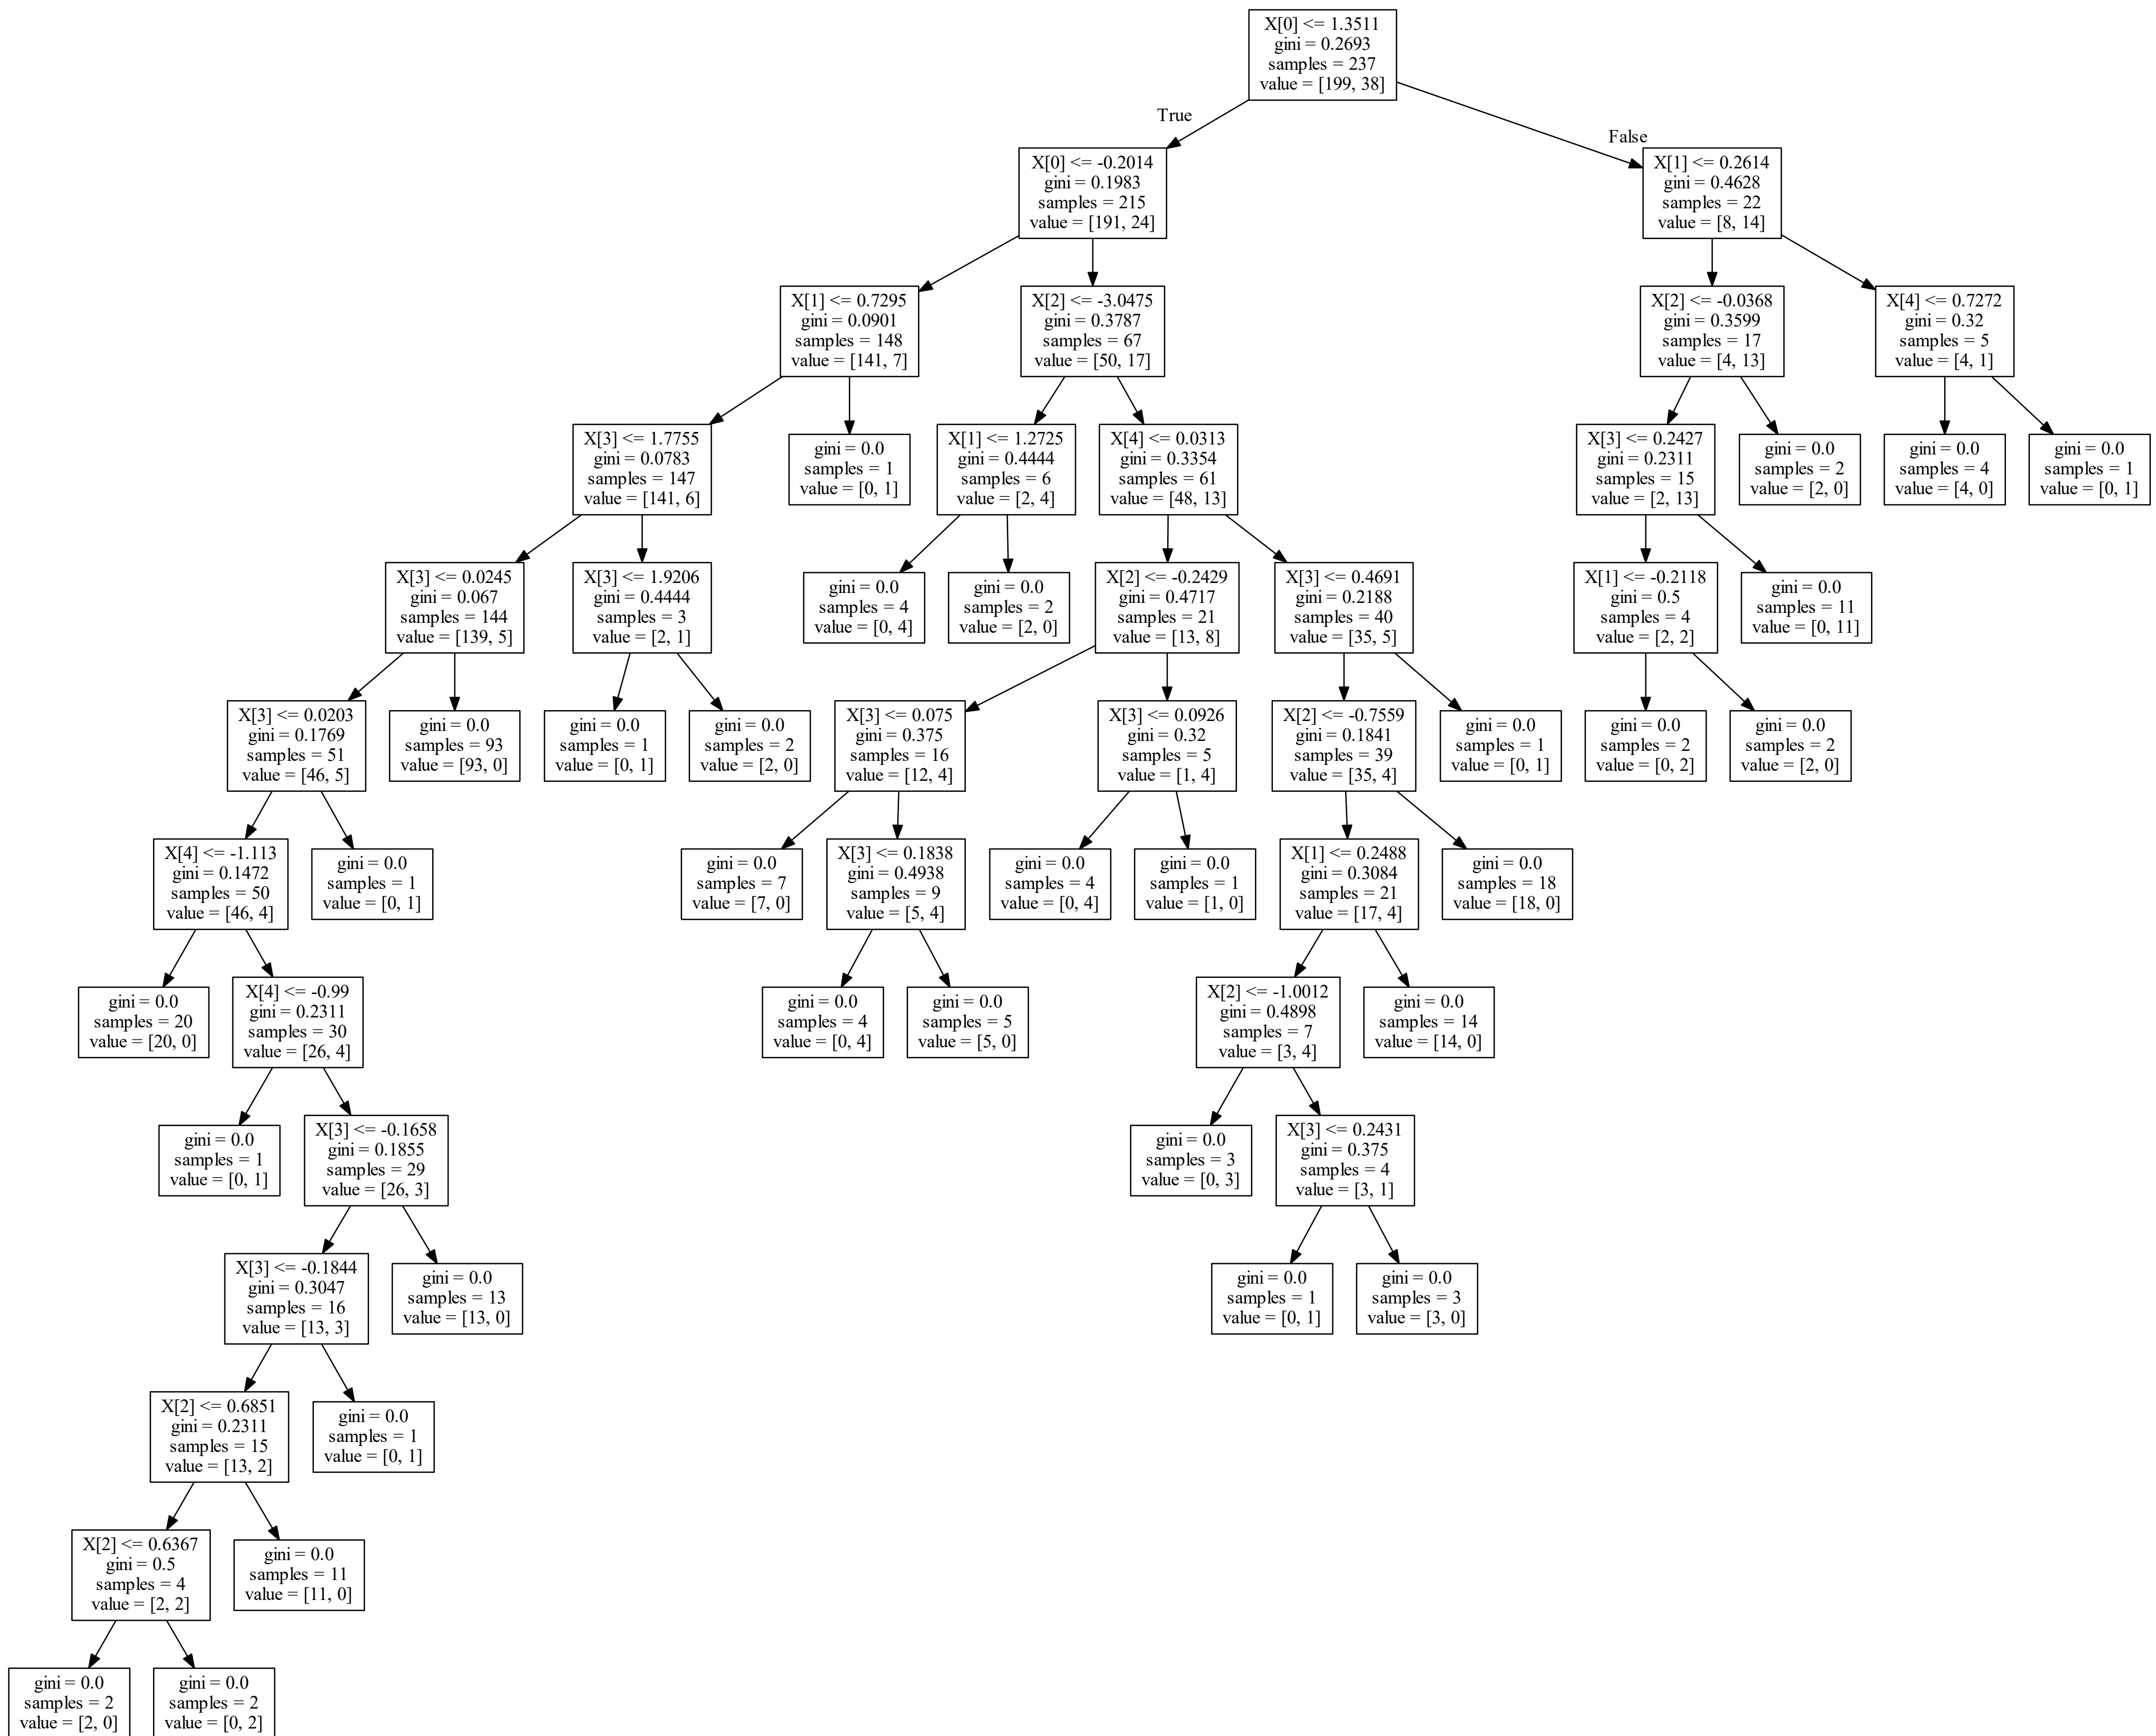 X[0] <= 1.3511
gini = 0.2693
samples = 237
value = [199, 38]
True
False
X[0] <= -0.2014
gini = 0.1983
samples = 215
value = [191, 24]
X[1] <= 0.2614
gini = 0.4628
samples = 22
value = [8, 14]
X[1] <= 0.7295
gini = 0.0901
samples = 148
value = [141, 7]
X[2] <= -3.0475
gini = 0.3787
samples = 67
value = [50, 17]
X[2] <= -0.0368
gini = 0.3599
samples = 17
value = [4, 13]
X[4] <= 0.7272
gini = 0.32
samples = 5
value = [4, 1]
X[3] <= 1.7755
gini = 0.0783
samples = 147
value = [141, 6]
gini = 0.0
samples = 1
value = [0, 1]
X[1] <= 1.2725
gini = 0.4444
samples = 6
value = [2, 4]
X[4] <= 0.0313
gini = 0.3354
samples = 61
value = [48, 13]
X[3] <= 0.2427
gini = 0.2311
samples = 15
value = [2, 13]
gini = 0.0
samples = 2
value = [2, 0]
gini = 0.0
samples = 4
value = [4, 0]
gini = 0.0
samples = 1
value = [0, 1]
X[3] <= 0.0245
gini = 0.067
samples = 144
value = [139, 5]
X[3] <= 1.9206
gini = 0.4444
samples = 3
value = [2, 1]
gini = 0.0
samples = 4
value = [0, 4]
gini = 0.0
samples = 2
value = [2, 0]
X[2] <= -0.2429
gini = 0.4717
samples = 21
value = [13, 8]
X[3] <= 0.4691
gini = 0.2188
samples = 40
value = [35, 5]
X[1] <= -0.2118
gini = 0.5
samples = 4
value = [2, 2]
gini = 0.0
samples = 11
value = [0, 11]
X[3] <= 0.0203
gini = 0.1769
samples = 51
value = [46, 5]
gini = 0.0
samples = 93
value = [93, 0]
gini = 0.0
samples = 1
value = [0, 1]
gini = 0.0
samples = 2
value = [2, 0]
X[3] <= 0.075
gini = 0.375
samples = 16
value = [12, 4]
X[3] <= 0.0926
gini = 0.32
samples = 5
value = [1, 4]
X[2] <= -0.7559
gini = 0.1841
samples = 39
value = [35, 4]
gini = 0.0
samples = 1
value = [0, 1]
gini = 0.0
samples = 2
value = [0, 2]
gini = 0.0
samples = 2
value = [2, 0]
X[4] <= -1.113
gini = 0.1472
samples = 50
value = [46, 4]
gini = 0.0
samples = 1
value = [0, 1]
gini = 0.0
samples = 7
value = [7, 0]
X[3] <= 0.1838
gini = 0.4938
samples = 9
value = [5, 4]
gini = 0.0
samples = 4
value = [0, 4]
gini = 0.0
samples = 1
value = [1, 0]
X[1] <= 0.2488
gini = 0.3084
samples = 21
value = [17, 4]
gini = 0.0
samples = 18
value = [18, 0]
gini = 0.0
samples = 20
value = [20, 0]
X[4] <= -0.99
gini = 0.2311
samples = 30
value = [26, 4]
gini = 0.0
samples = 4
value = [0, 4]
gini = 0.0
samples = 5
value = [5, 0]
X[2] <= -1.0012
gini = 0.4898
samples = 7
value = [3, 4]
gini = 0.0
samples = 14
value = [14, 0]
gini = 0.0
samples = 1
value = [0, 1]
X[3] <= -0.1658
gini = 0.1855
samples = 29
value = [26, 3]
gini = 0.0
samples = 3
value = [0, 3]
X[3] <= 0.2431
gini = 0.375
samples = 4
value = [3, 1]
X[3] <= -0.1844
gini = 0.3047
samples = 16
value = [13, 3]
gini = 0.0
samples = 13
value = [13, 0]
gini = 0.0
samples = 1
value = [0, 1]
gini = 0.0
samples = 3
value = [3, 0]
X[2] <= 0.6851
gini = 0.2311
samples = 15
value = [13, 2]
gini = 0.0
samples = 1
value = [0, 1]
X[2] <= 0.6367
gini = 0.5
samples = 4
value = [2, 2]
gini = 0.0
samples = 11
value = [11, 0]
gini = 0.0
samples = 2
value = [2, 0]
gini = 0.0
samples = 2
value = [0, 2]